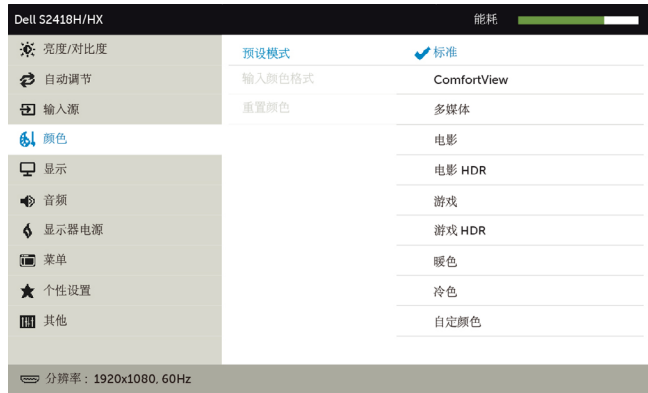 Dell S2418H/HX 能耗
亮度/对比度 预设模式 标准
自动调节 输入颜色格式 ComfortView
输入源 重置颜色 多媒体
颜色 电影
显示 电影 HDR
音频 游戏
显示器电源 游戏 HDR
菜单 暖色
个性设置 冷色
其他 自定颜色
分辨率 : 1920x1080, 60Hz